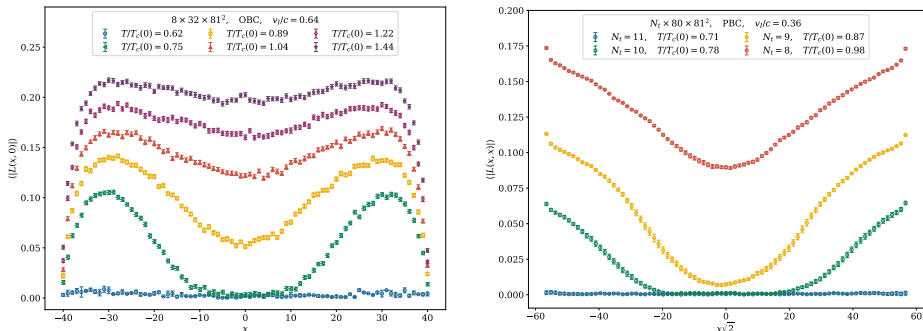 8 × 32 × 81², OBC, v_I/c = 0.64
T/T_c(0) = 0.62 T/T_c(0) = 0.89 T/T_c(0) = 1.22
T/T_c(0) = 0.75 T/T_c(0) = 1.04 T/T_c(0) = 1.44
0.25
0.20
0.15
0.10
0.05
0.00
⟨|L(x, 0)|⟩
−40 −30 −20 −10 0 10 20 30 40
x
N_t × 80 × 81², PBC, v_I/c = 0.36
N_t = 11, T/T_c(0) = 0.71 N_t = 9, T/T_c(0) = 0.87
N_t = 10, T/T_c(0) = 0.78 N_t = 8, T/T_c(0) = 0.98
0.200
0.175
0.150
0.125
0.100
0.075
0.050
0.025
0.000
⟨|L(x, x)|⟩
−60 −40 −20 0 20 40 60
x√2